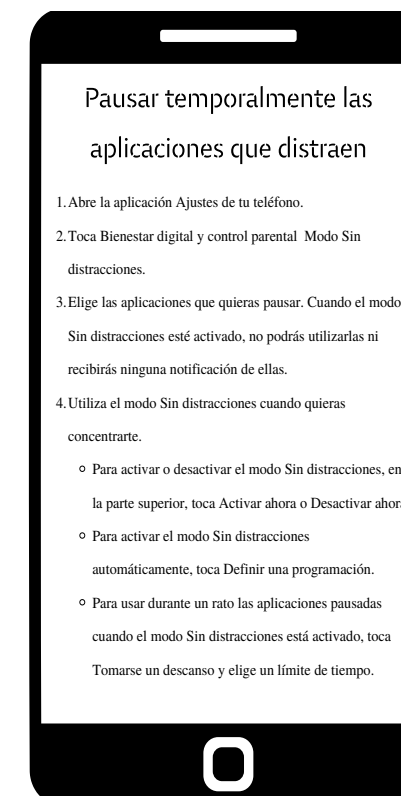 Pausar temporalmente las
aplicaciones que distraen
1. Abre la aplicación Ajustes de tu teléfono.
2. Toca Bienestar digital y control parental  Modo Sin
distracciones.
3. Elige las aplicaciones que quieras pausar. Cuando el modo
Sin distracciones esté activado, no podrás utilizarlas ni
recibirás ninguna notificación de ellas.
4. Utiliza el modo Sin distracciones cuando quieras
concentrarte.
Para activar o desactivar el modo Sin distracciones, en
la parte superior, toca Activar ahora o Desactivar ahora
Para activar el modo Sin distracciones
automáticamente, toca Definir una programación.
Para usar durante un rato las aplicaciones pausadas
cuando el modo Sin distracciones está activado, toca
Tomarse un descanso y elige un límite de tiempo.